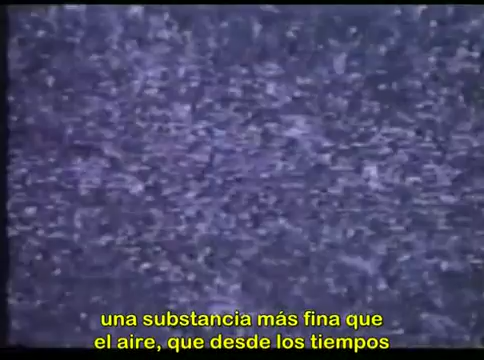 una substancia más fina que
el aire, que desde los tiempos